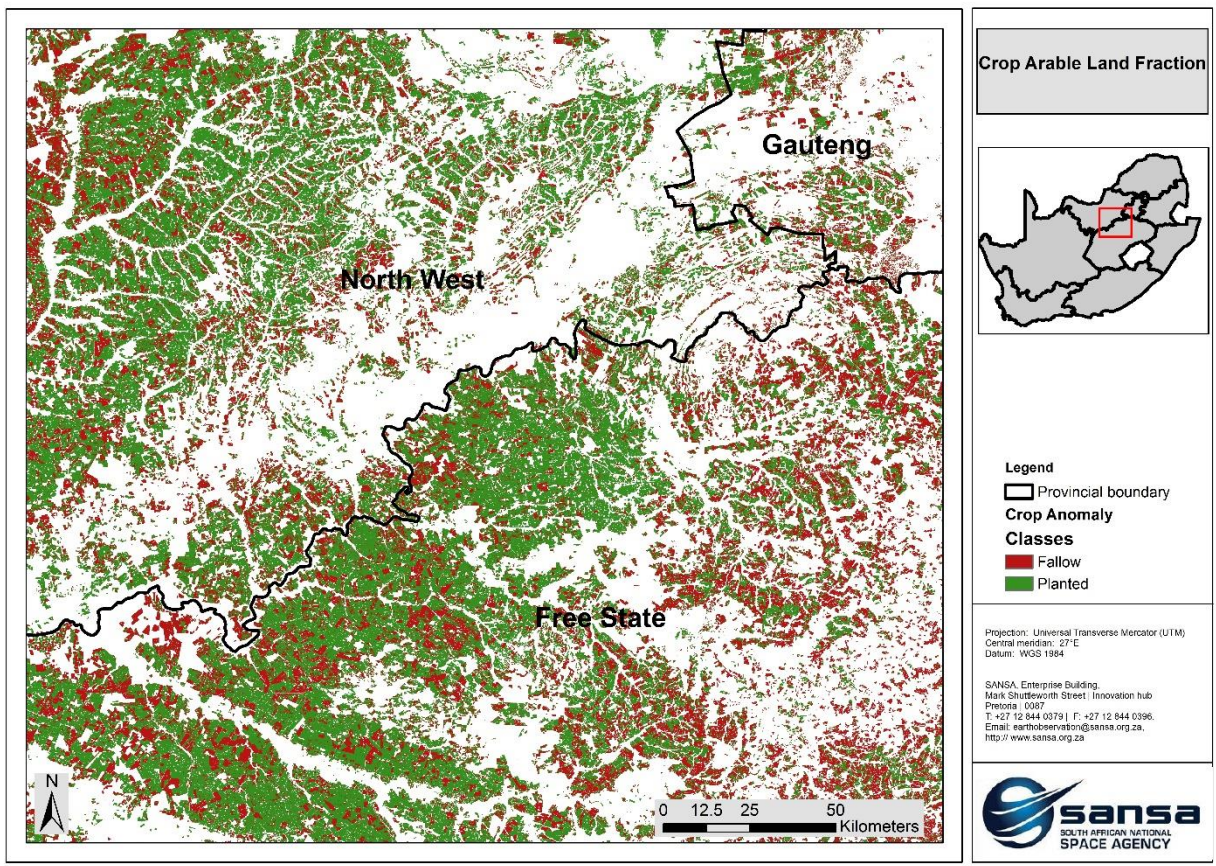 Crop Arable Land Fraction
Gauteng
North West
Free State
Legend
Provincial boundary
Crop Anomaly
Classes
Fallow
Planted
Projection: Universal Transverse Mercator (UTM)
Central meridian: 27°E
Datum: WGS 1984
SANSA, Enterprise Building,
Mark Shuttleworth Street | Innovation hub
Pretoria | 0087
T: +27 12 844 0379 | F: +27 12 844 0396.
Email: earthobservation@sansa.org.za,
http:// www.sansa.org.za
N
0 12.5 25 50
Kilometers
sansa
SOUTH AFRICAN NATIONAL
SPACE AGENCY